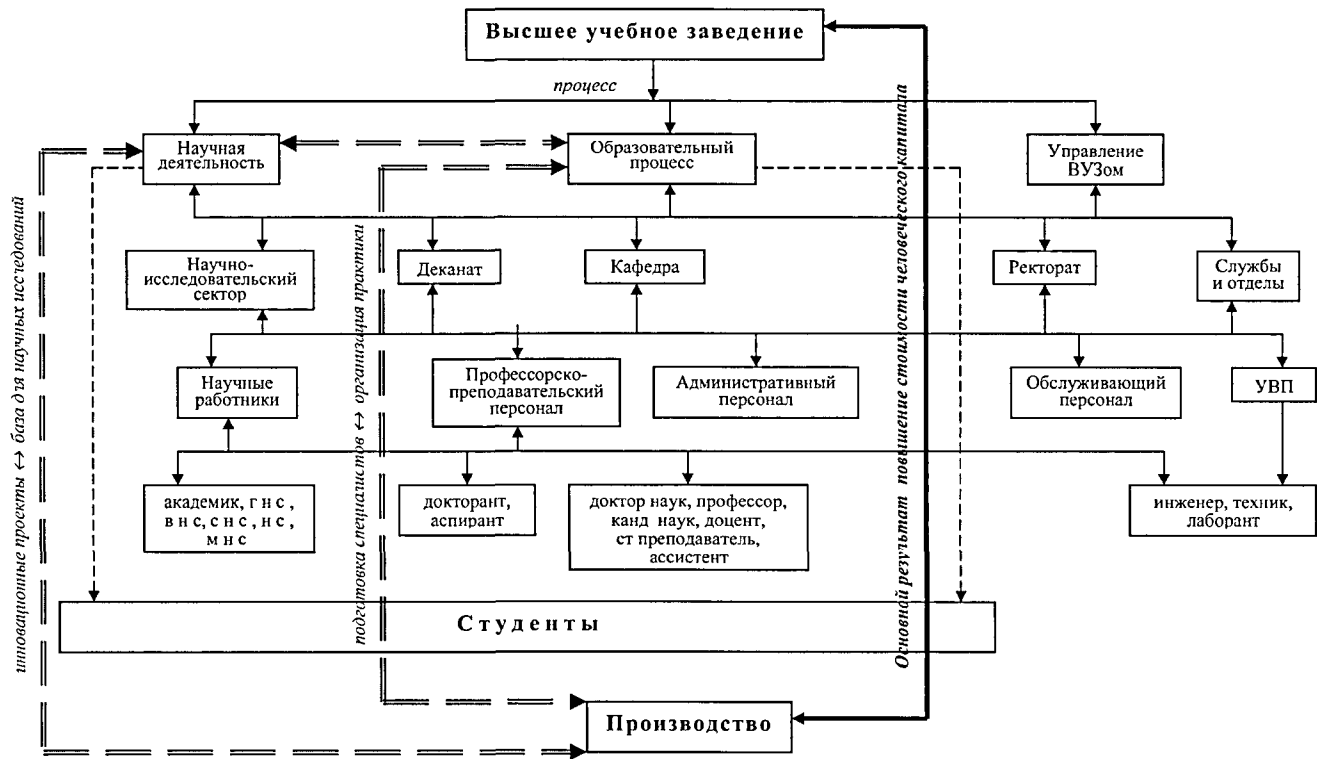 Высшее учебное заведение
процесс
Научная
деятельность
Образовательный
процесс
Управление
ВУЗом
Научно-
исследовательский
сектор
Деканат
Кафедра
Ректорат
Службы
и отделы
Научные
работники
Профессорско-
преподавательский
персонал
Административный
персонал
Обслуживающий
персонал
УВП
академик, г н с ,
в н с, с н с , н с ,
м н с
докторант,
аспирант
доктор наук, профессор,
канд наук, доцент,
ст преподаватель,
ассистент
инженер, техник,
лаборант
Студенты
Производство
инновационные проекты ↔ база для научных исследований
подготовка специалистов ↔ организация практики
Основной результат повышение стоимости человеческого капитала